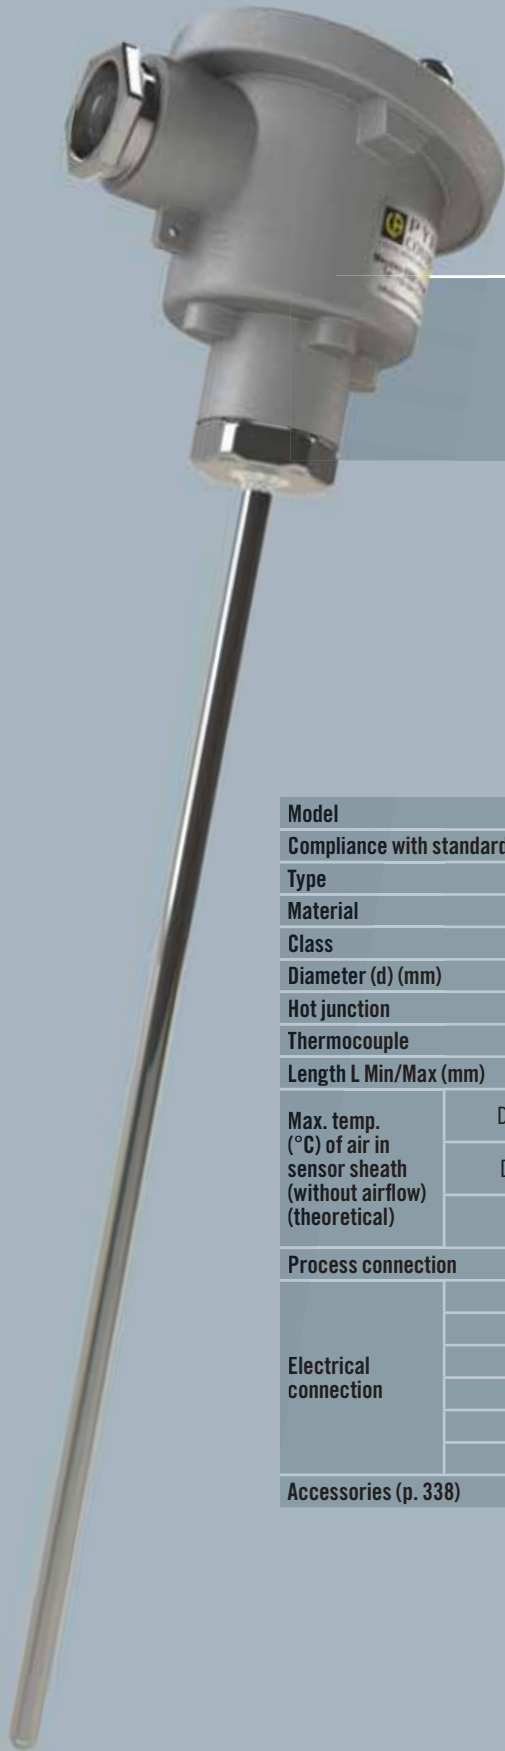 PY
Model
Compliance with standard
Type
Material
Class
Diameter (d) (mm)
Hot junction
Thermocouple
Length L Min/Max (mm)
Max. temp.
(°C) of air in
sensor sheath
(without airflow)
(theoretical)
D
D
Process connection
Electrical
connection
Accessories (p. 338)